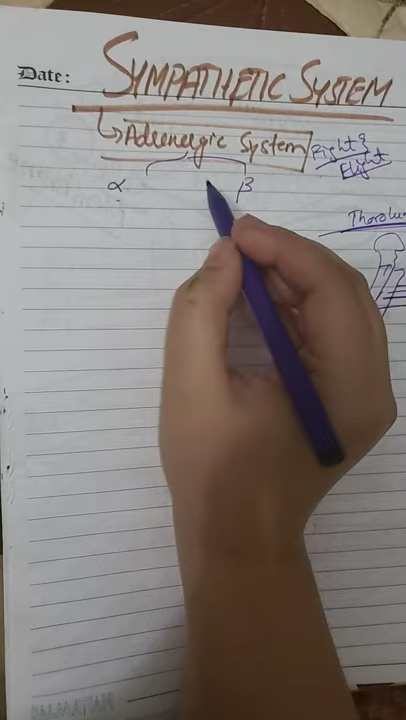 Date:
SYMPATHETIC SYSTEM
↳ Adrenergic System
Fight &
Flight
α β